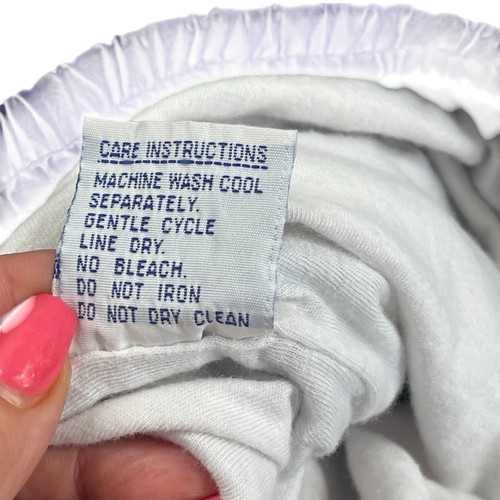 CARE INSTRUCTIONS
MACHINE WASH COOL
SEPARATELY.
GENTLE CYCLE
LINE DRY.
NO BLEACH.
DO NOT IRON
DO NOT DRY CLEAN